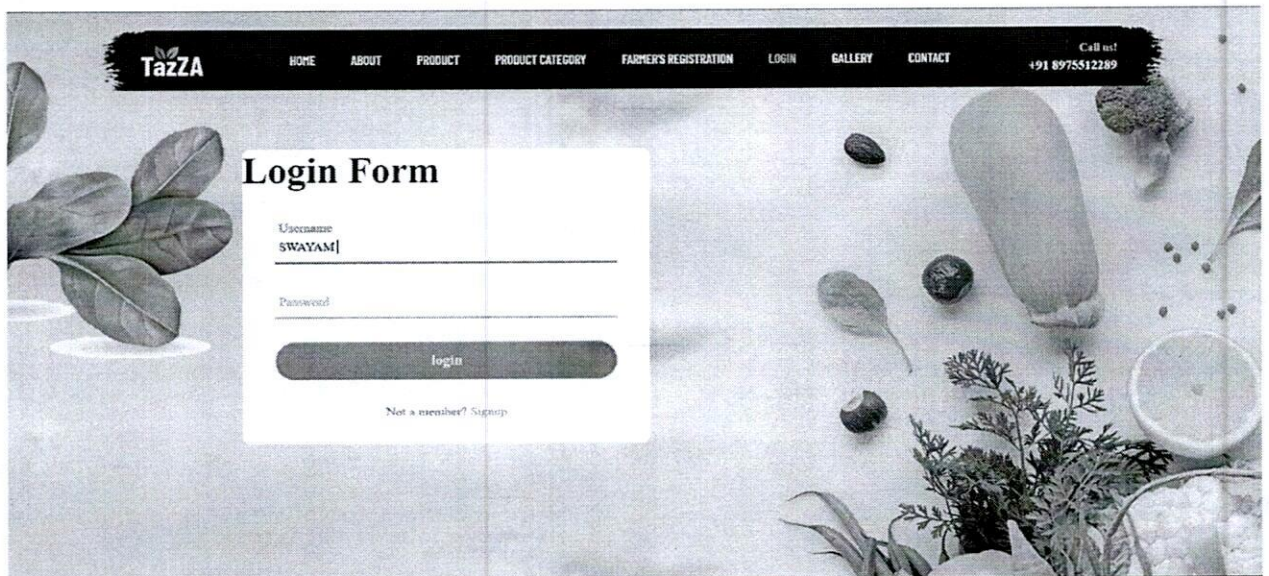 TazZA
HOME ABOUT PRODUCT PRODUCT CATEGORY FARMER'S REGISTRATION LOGIN GALLERY CONTACT
Call us!
+91 8975512289
Login Form
Username
SWAYAM
Password
login
Not a member? Signup